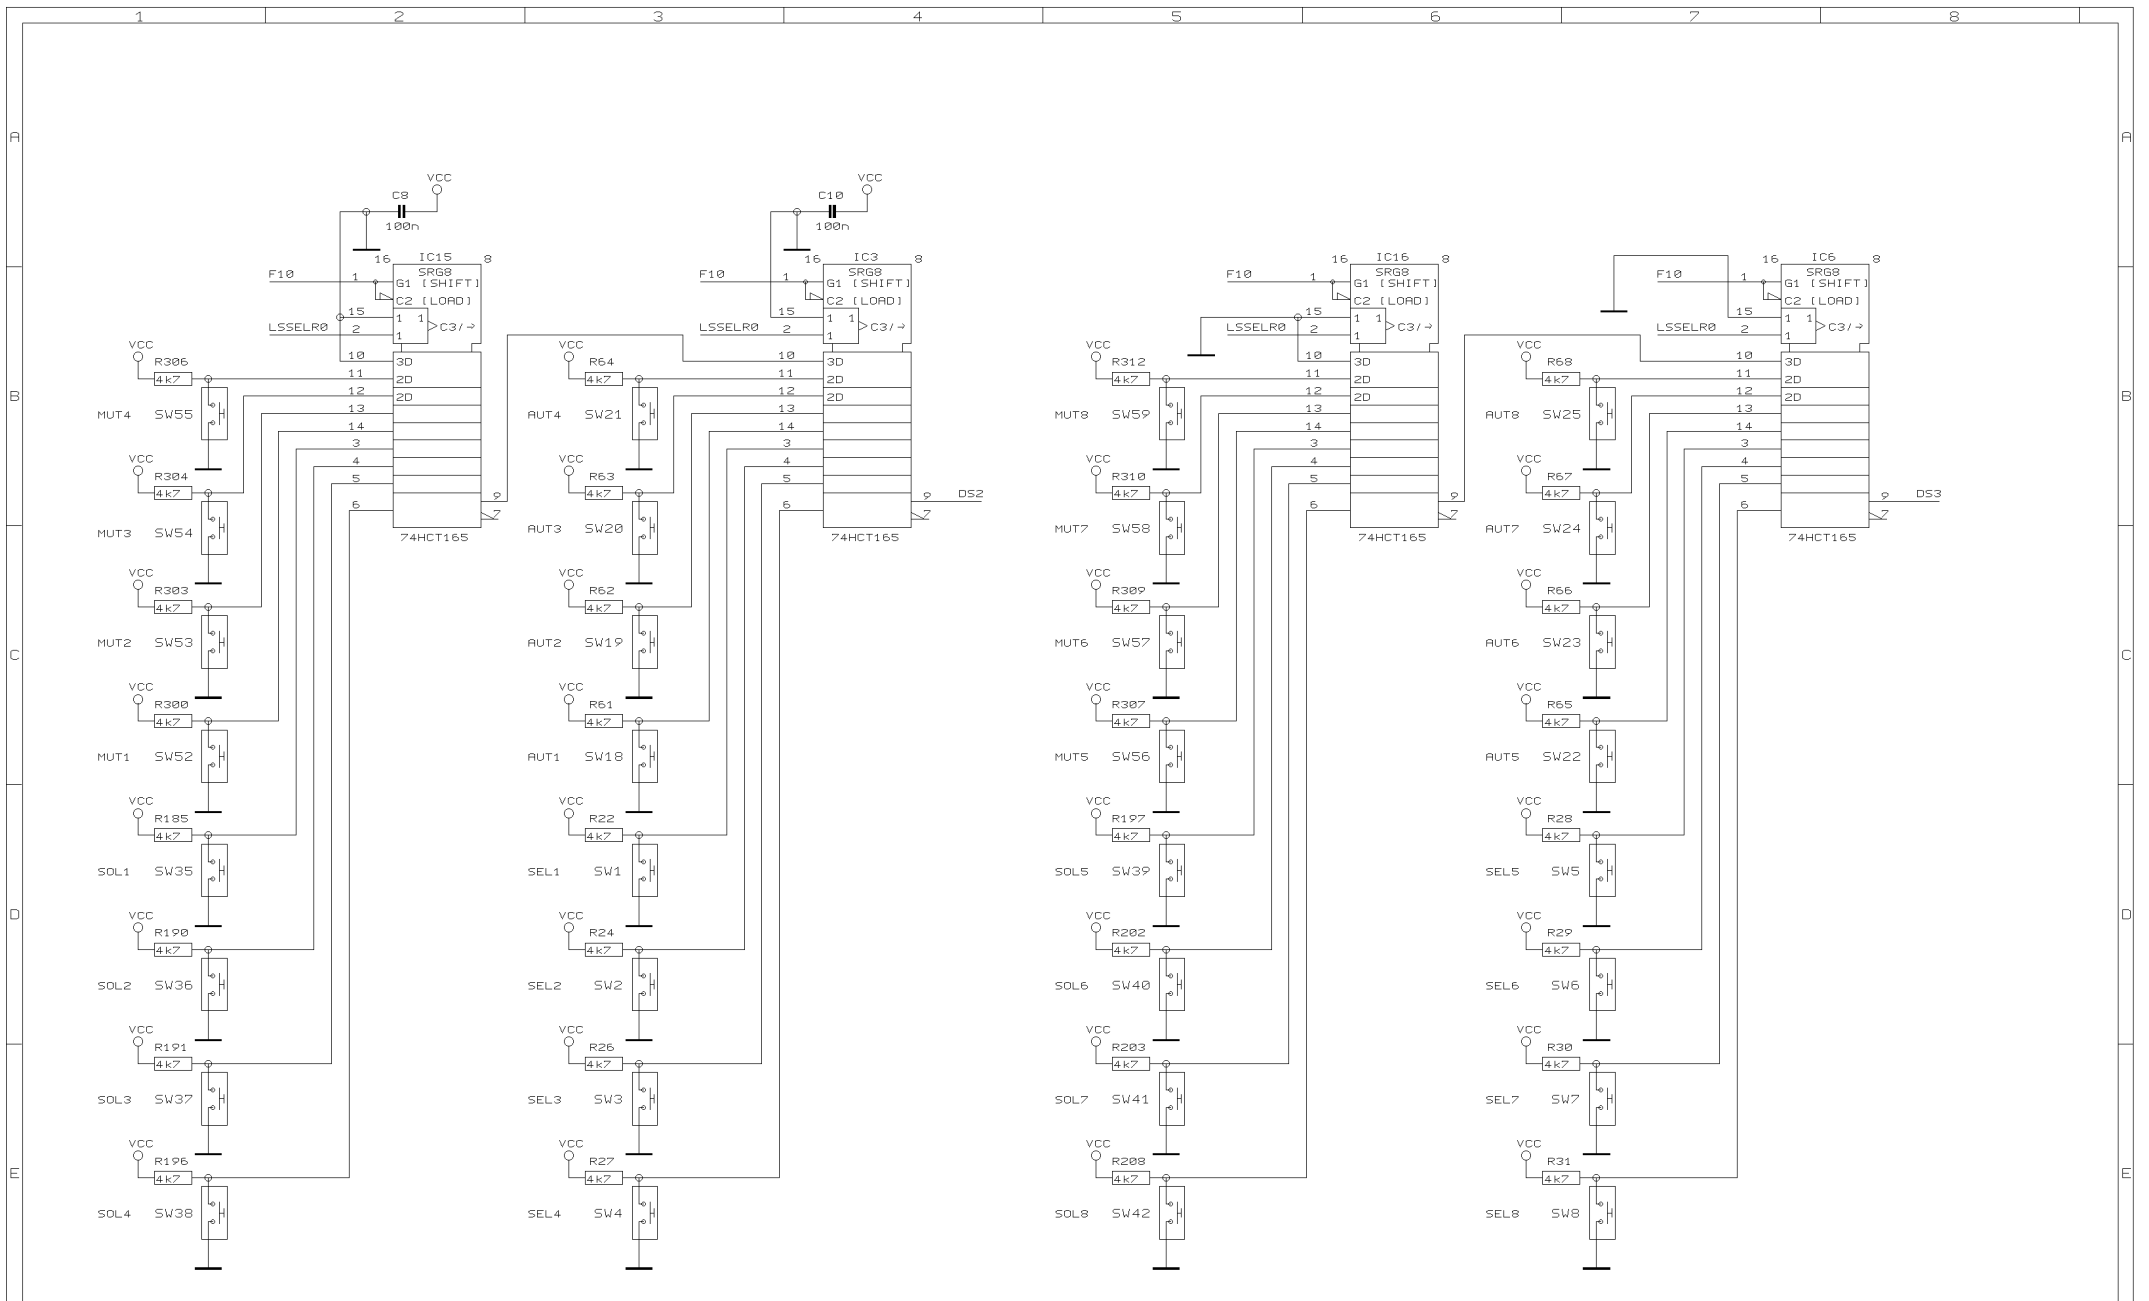 1 2 3 4 5 6 7 8
A A
B B
C C
D D
E E
VCC
C8
100n
16 IC15 8
SRG8
F10 1 G1 [SHIFT]
C2 [LOAD]
15 1 1
C3/→
LSSELR0 2 1
10 3D
11 2D
12 2D
13
14
3
4
5
6
9
7
74HCT165
VCC
R306
4k7
MUT4 SW55
VCC
R304
4k7
MUT3 SW54
VCC
R303
4k7
MUT2 SW53
VCC
R300
4k7
MUT1 SW52
VCC
R185
4k7
SOL1 SW35
VCC
R190
4k7
SOL2 SW36
VCC
R191
4k7
SOL3 SW37
VCC
R196
4k7
SOL4 SW38
VCC
C10
100n
16 IC3 8
SRG8
F10 1 G1 [SHIFT]
C2 [LOAD]
15 1 1
C3/→
LSSELR0 2 1
10 3D
11 2D
12 2D
13
14
3
4
5
6
9 DS2
7
74HCT165
VCC
R64
4k7
AUT4 SW21
VCC
R63
4k7
AUT3 SW20
VCC
R62
4k7
AUT2 SW19
VCC
R61
4k7
AUT1 SW18
VCC
R22
4k7
SEL1 SW1
VCC
R24
4k7
SEL2 SW2
VCC
R26
4k7
SEL3 SW3
VCC
R27
4k7
SEL4 SW4
16 IC16 8
SRG8
F10 1 G1 [SHIFT]
C2 [LOAD]
15 1 1
C3/→
LSSELR0 2 1
10 3D
11 2D
12 2D
13
14
3
4
5
6
9
7
74HCT165
VCC
R312
4k7
MUT8 SW59
VCC
R310
4k7
MUT7 SW58
VCC
R309
4k7
MUT6 SW57
VCC
R307
4k7
MUT5 SW56
VCC
R197
4k7
SOL5 SW39
VCC
R202
4k7
SOL6 SW40
VCC
R203
4k7
SOL7 SW41
VCC
R208
4k7
SOL8 SW42
16 IC6 8
SRG8
F10 1 G1 [SHIFT]
C2 [LOAD]
15 1 1
C3/→
LSSELR0 2 1
10 3D
11 2D
12 2D
13
14
3
4
5
6
9 DS3
7
74HCT165
VCC
R68
4k7
AUT8 SW25
VCC
R67
4k7
AUT7 SW24
VCC
R66
4k7
AUT6 SW23
VCC
R65
4k7
AUT5 SW22
VCC
R28
4k7
SEL5 SW5
VCC
R29
4k7
SEL6 SW6
VCC
R30
4k7
SEL7 SW7
VCC
R31
4k7
SEL8 SW8